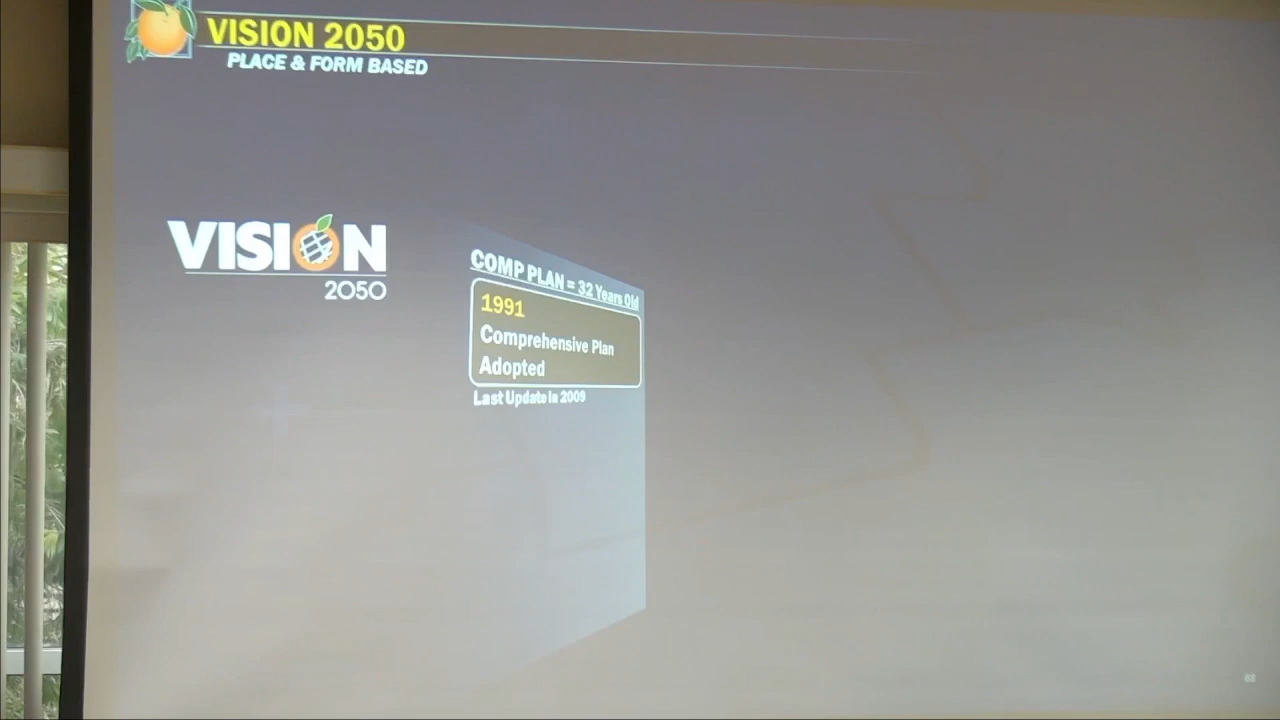 VISION 2050
PLACE & FORM BASED
VISION
2050
COMP PLAN = 32 Years Old
1991
Comprehensive Plan
Adopted
Last Update in 2009